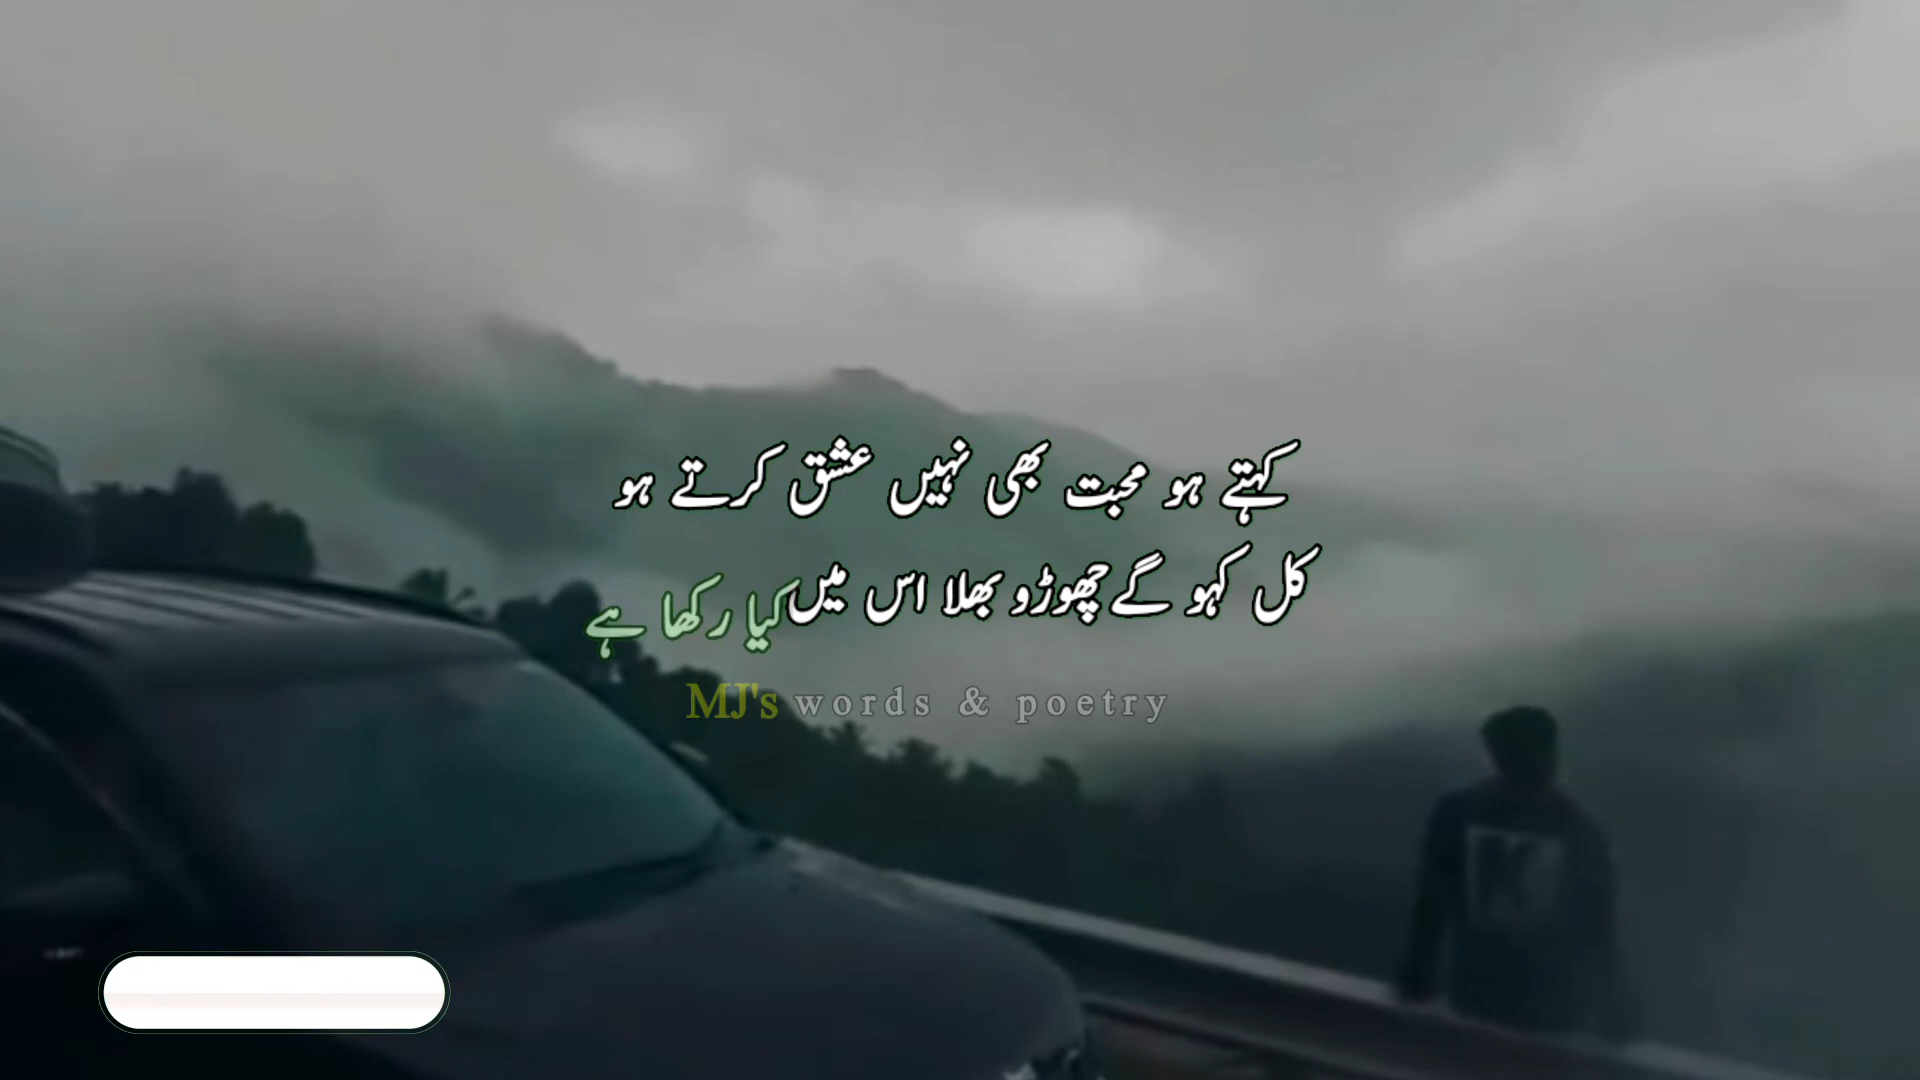 کہتے ہو محبت بھی نہیں عشق کرتے ہو
کل کہو گے چھوڑو بھلا اس میں کیا رکھا ہے
MJ's words & poetry